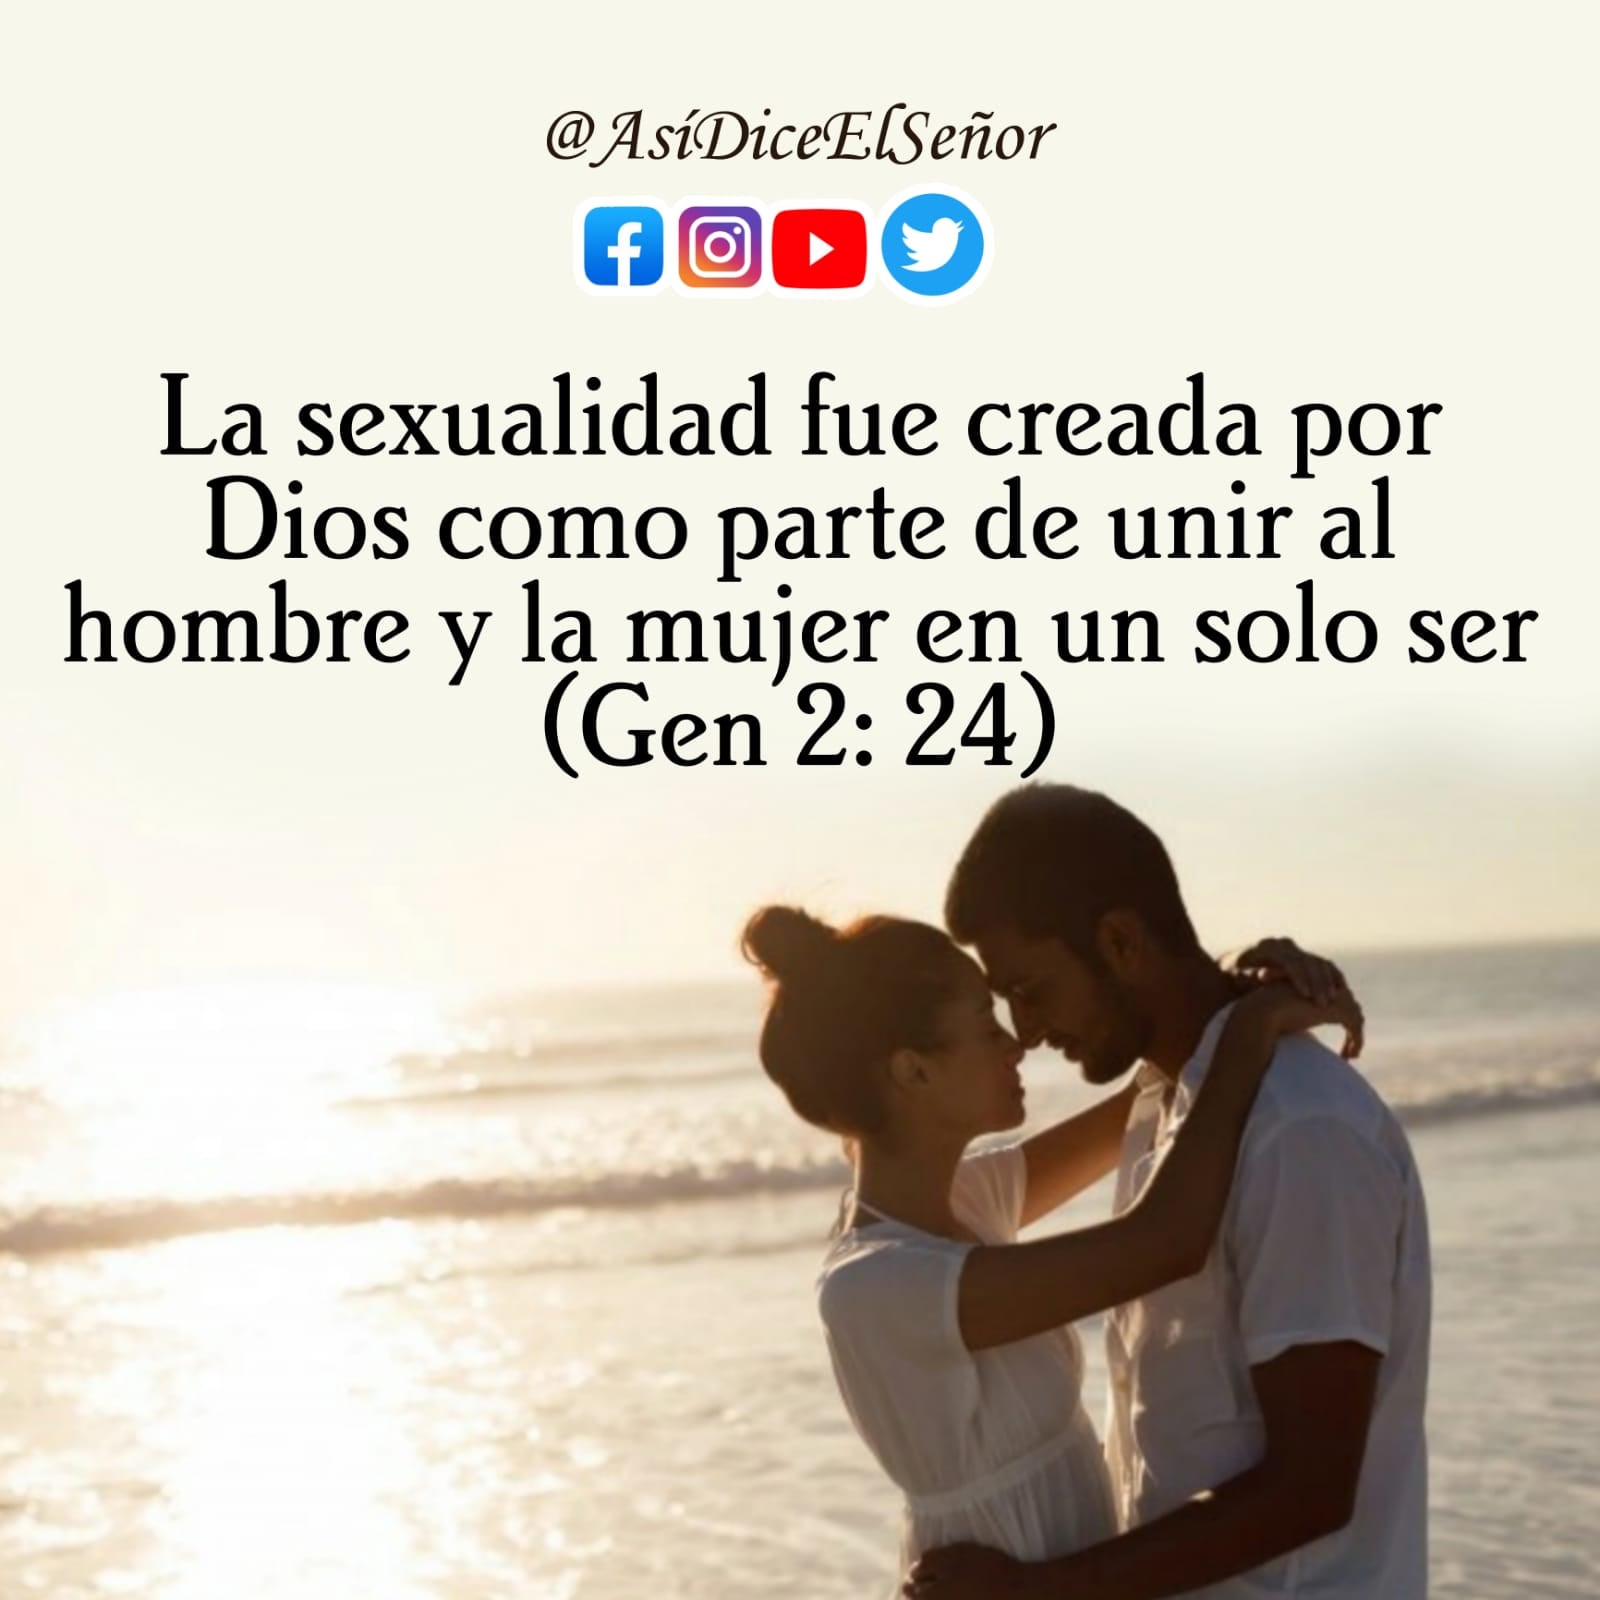 @AsíDiceElSeñor
La sexualidad fue creada por
Dios como parte de unir al
hombre y la mujer en un solo ser
(Gen 2: 24)